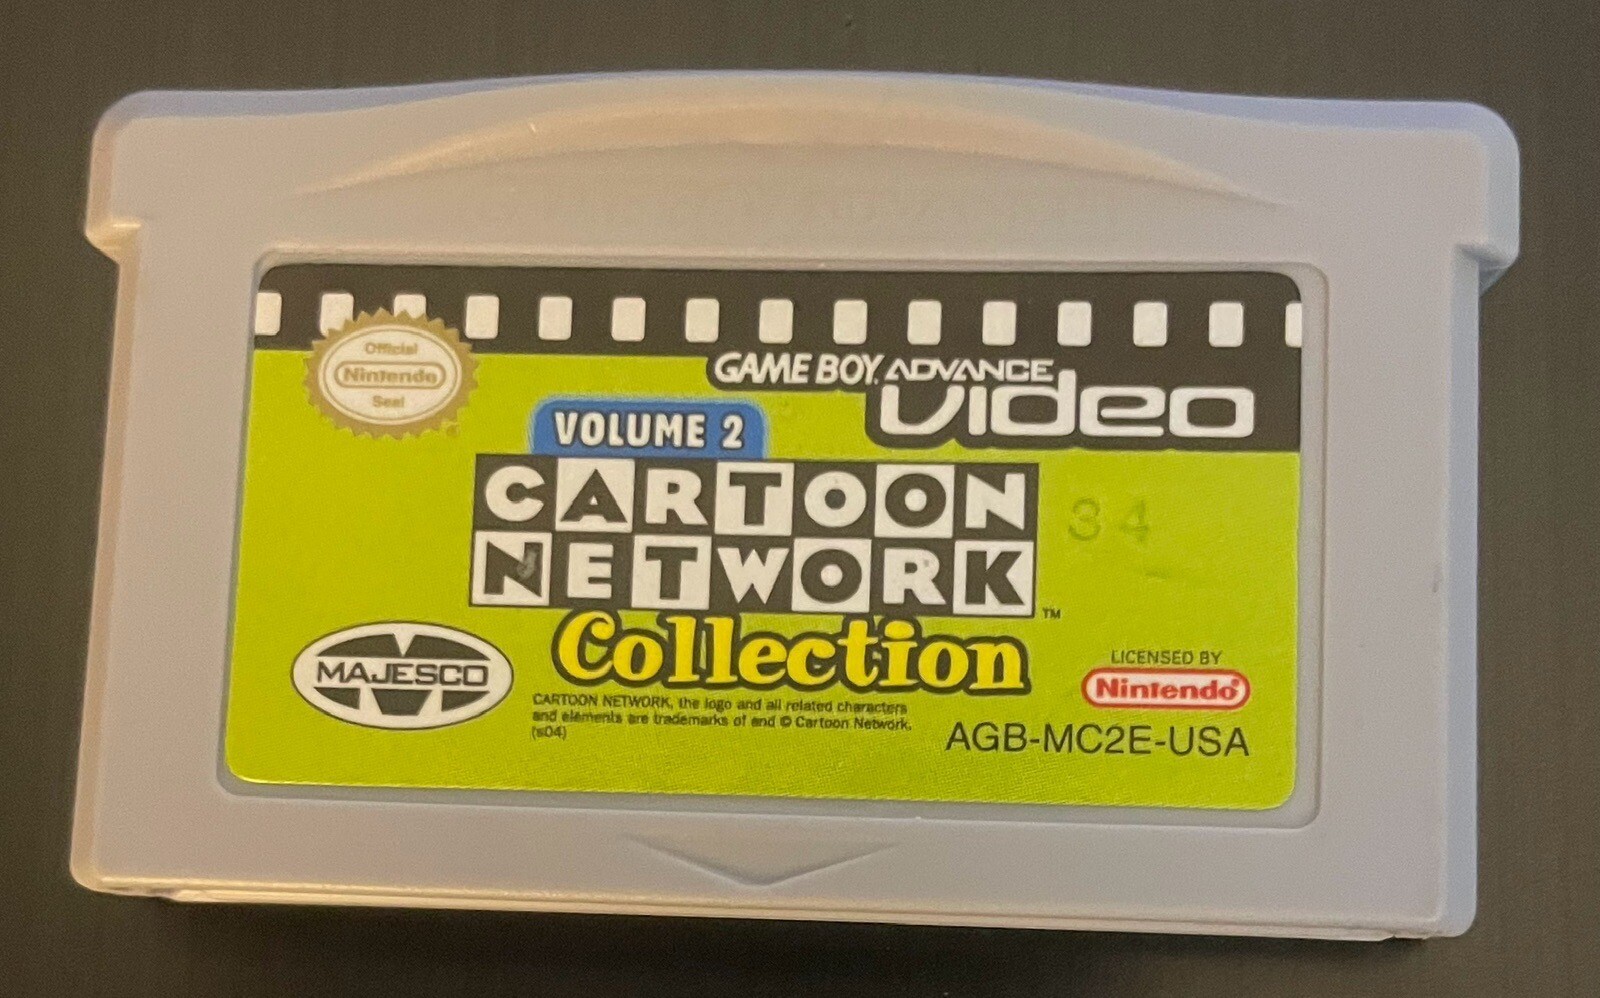 Official
Nintendo
Seal
GAME BOY ADVANCE
video
VOLUME 2
CARTOON
NETWORK™
Collection
34
MAJESCO
CARTOON NETWORK, the logo and all related characters
and elements are trademarks of and © Cartoon Network.
(s04)
LICENSED BY
Nintendo®
AGB-MC2E-USA